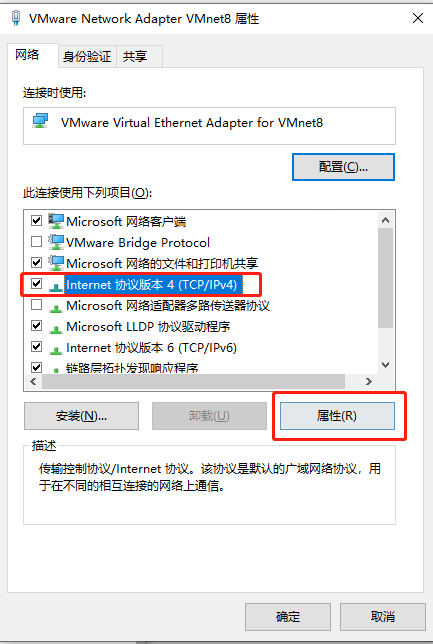 VMware Network Adapter VMnet8 属性
网络
身份验证
共享
连接时使用:
VMware Virtual Ethernet Adapter for VMnet8
配置(C)...
此连接使用下列项目(O):
Microsoft 网络客户端
VMware Bridge Protocol
Microsoft 网络的文件和打印机共享
Internet 协议版本 4 (TCP/IPv4)
Microsoft 网络适配器多路传送器协议
Microsoft LLDP 协议驱动程序
Internet 协议版本 6 (TCP/IPv6)
链路层拓扑发现响应程序
安装(N)...
卸载(U)
属性(R)
描述
传输控制协议/Internet 协议。该协议是默认的广域网络协议，用
于在不同的相互连接的网络上通信。
确定
取消